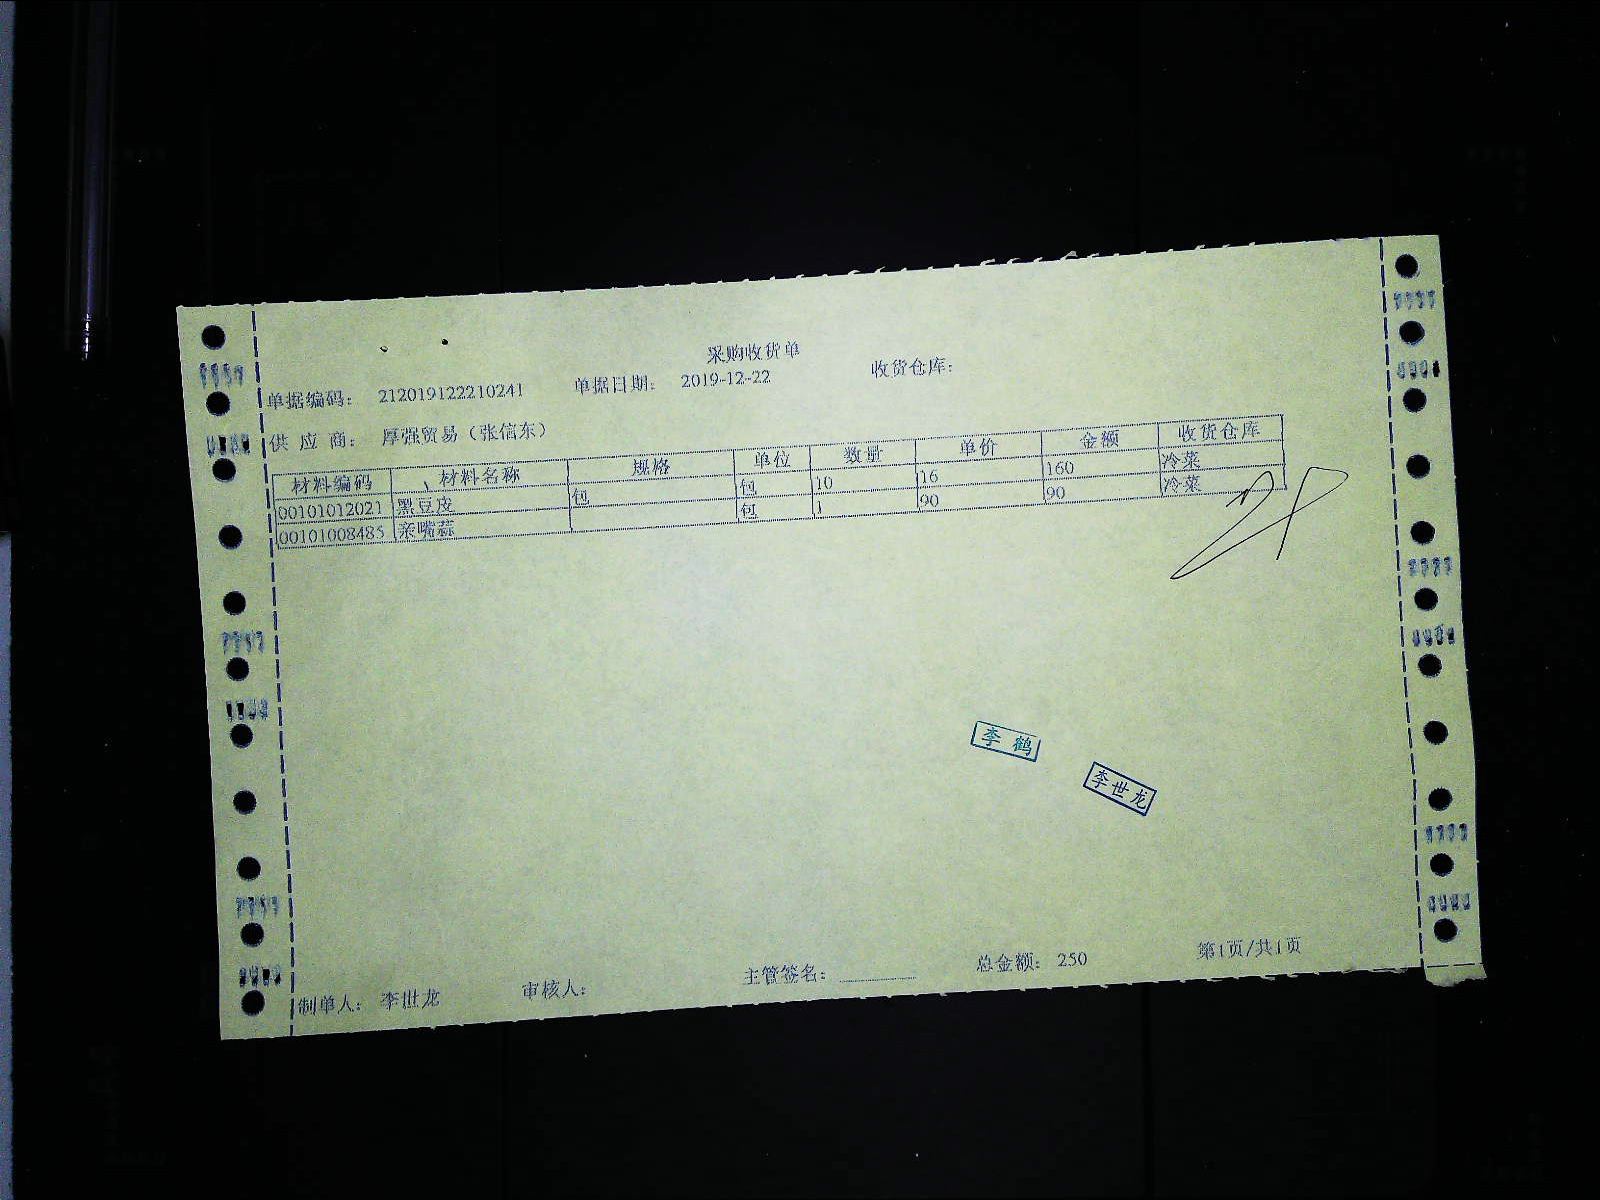 采购收货单
单据编码： 212019122210241 单据日期： 2019-12-22 收货仓库：
供 应 商： 厚强贸易（张信东）
材料编码 材料名称 规格 单位 数量 单价 金额 收货仓库
00101012021 黑豆皮 包 包 10 16 160 冷菜
00101008485 亲嘴蒜 包 1 90 90 冷菜
李 鹤
李世龙
制单人： 李世龙 审核人： 主管签名： 总金额： 250 第1页/共1页